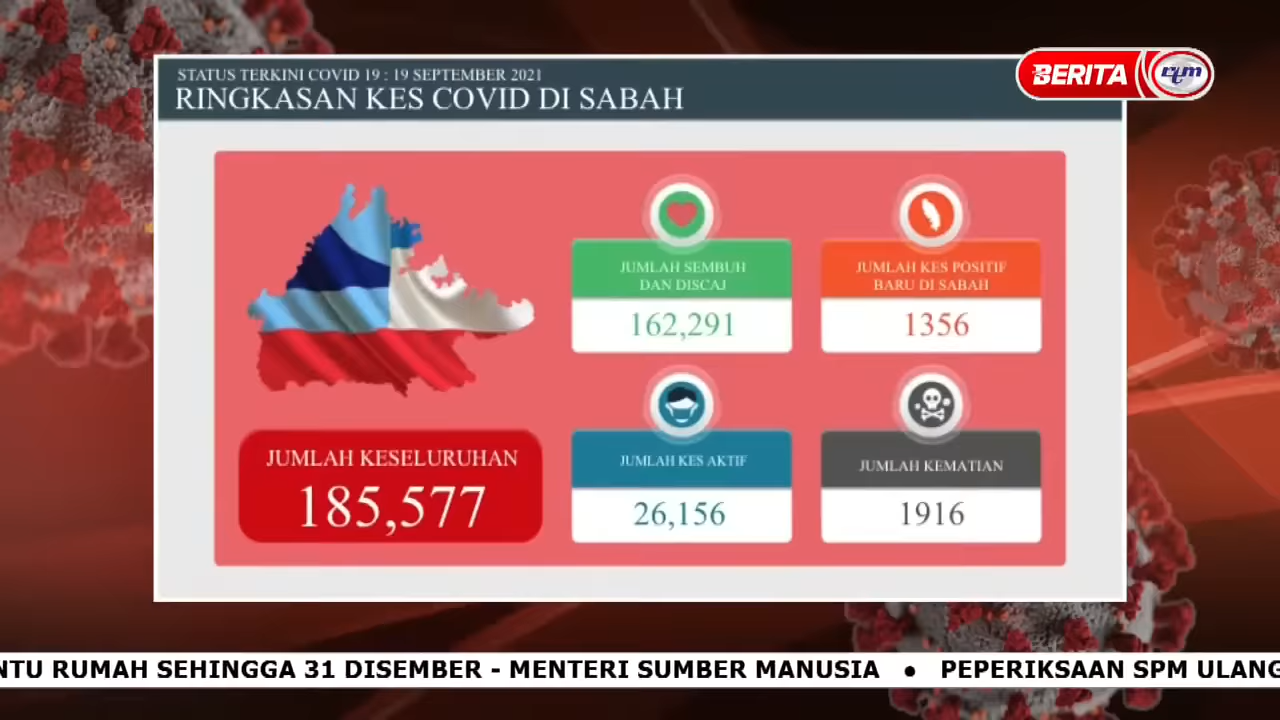 STATUS TERKINI COVID 19 : 19 SEPTEMBER 2021
RINGKASAN KES COVID DI SABAH
BERITA rtm
JUMLAH SEMBUH
DAN DISCAJ
162,291
JUMLAH KES POSITIF
BARU DI SABAH
1356
JUMLAH KESELURUHAN
185,577
JUMLAH KES AKTIF
26,156
JUMLAH KEMATIAN
1916
NTU RUMAH SEHINGGA 31 DISEMBER - MENTERI SUMBER MANUSIA ● PEPERIKSAAN SPM ULANG